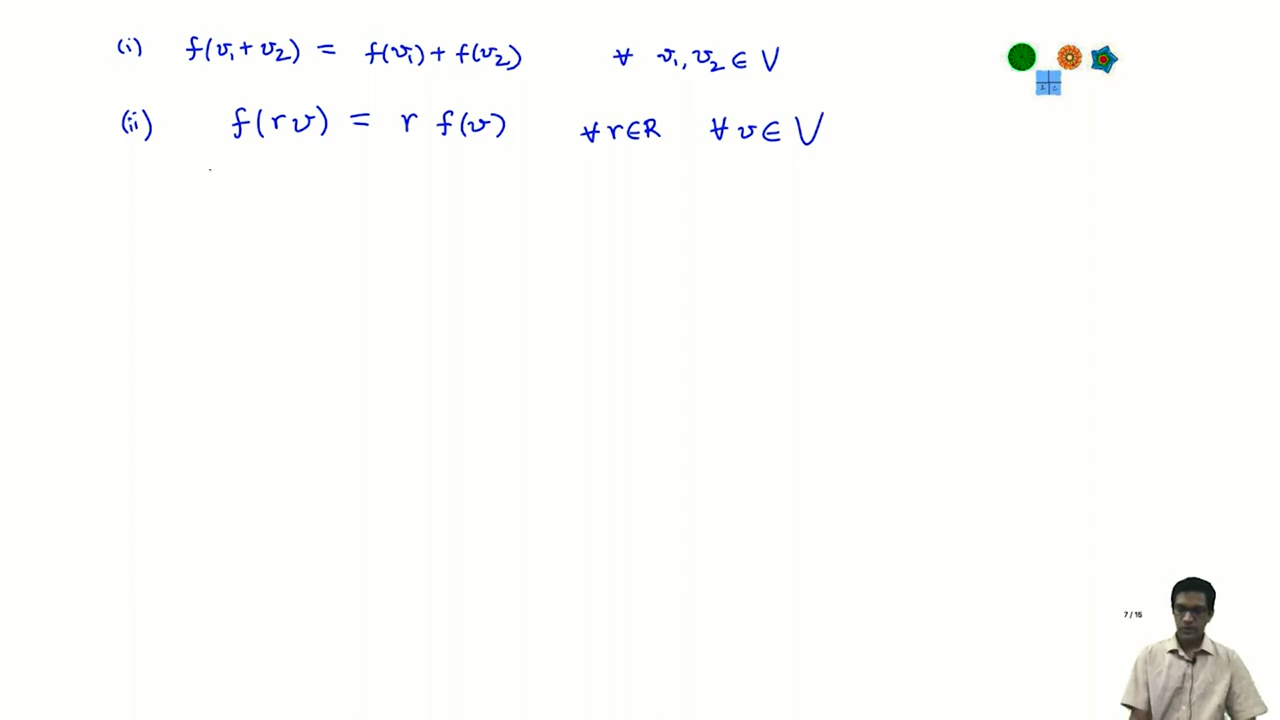 (i) f(v₁+v₂) = f(v₁)+f(v₂) ∀ v₁,v₂ ∈ V
(ii) f(rv) = r f(v) ∀ r∈R ∀ v∈ V
7 / 15